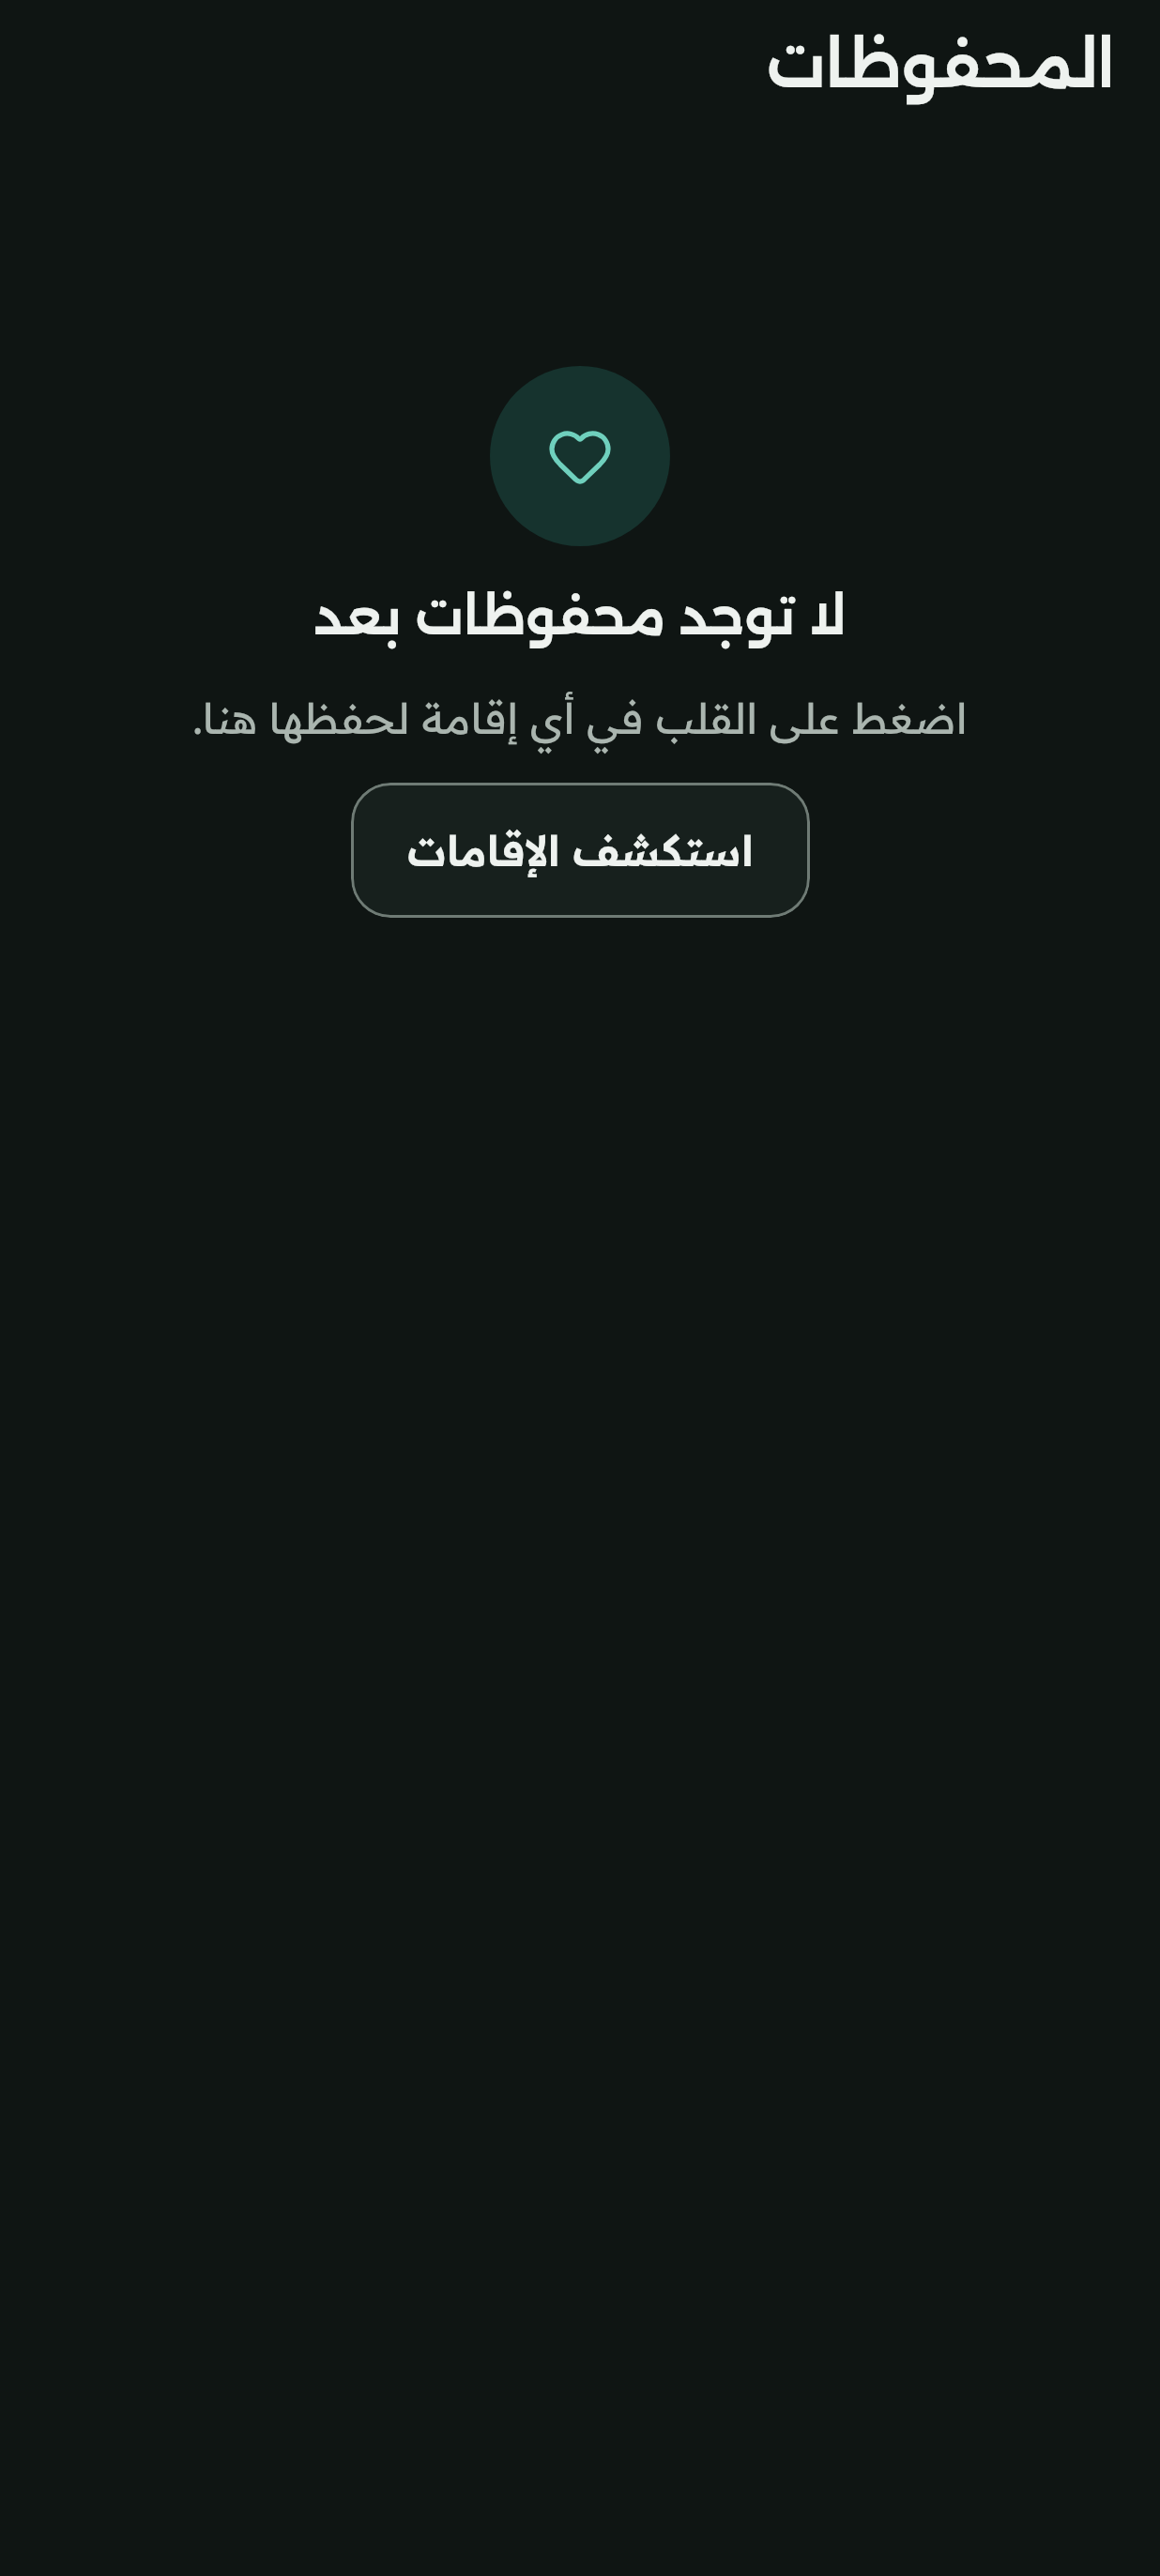 المحفوظات
لا توجد محفوظات بعد
اضغط على القلب في أي إقامة لحفظها هنا.
استكشف الإقامات